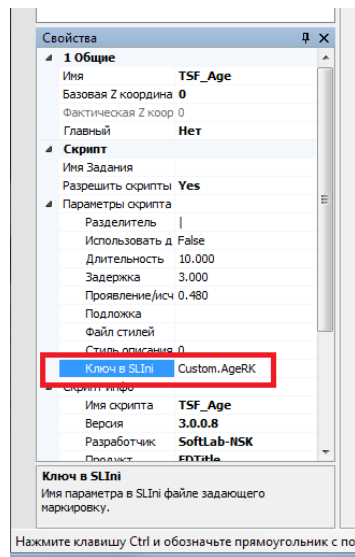 Свойства
1 Общие
Имя TSF_Age
Базовая Z координа 0
Фактическая Z коор 0
Главный Нет
Скрипт
Имя Задания
Разрешить скрипты Yes
Параметры скрипта
Разделитель |
Использовать д False
Длительность 10.000
Задержка 3.000
Проявление/исч 0.480
Подложка
Файл стилей
Стиль описания 0
Ключ в SLIni Custom.AgeRK
Скрипт инфо
Имя скрипта TSF_Age
Версия 3.0.0.8
Разработчик SoftLab-NSK
Продукт FDTitle
Ключ в SLIni
Имя параметра в SLIni файле задающего
маркировку.
Нажмите клавишу Ctrl и обозначьте прямоугольник с по